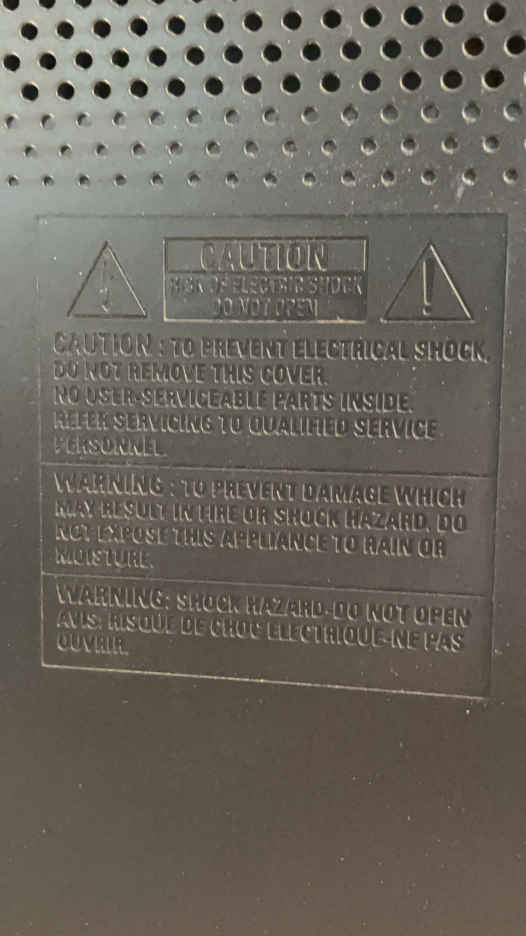 CAUTION
RISK OF ELECTRIC SHOCK
DO NOT OPEN
CAUTION : TO PREVENT ELECTRICAL SHOCK,
DO NOT REMOVE THIS COVER.
NO USER-SERVICEABLE PARTS INSIDE.
REFER SERVICING TO QUALIFIED SERVICE
PERSONNEL.
WARNING : TO PREVENT DAMAGE WHICH
MAY RESULT IN FIRE OR SHOCK HAZARD, DO
NOT EXPOSE THIS APPLIANCE TO RAIN OR
MOISTURE.
WARNING: SHOCK HAZARD-DO NOT OPEN
AVIS: RISQUE DE CHOC ELECTRIQUE-NE PAS
OUVRIR.